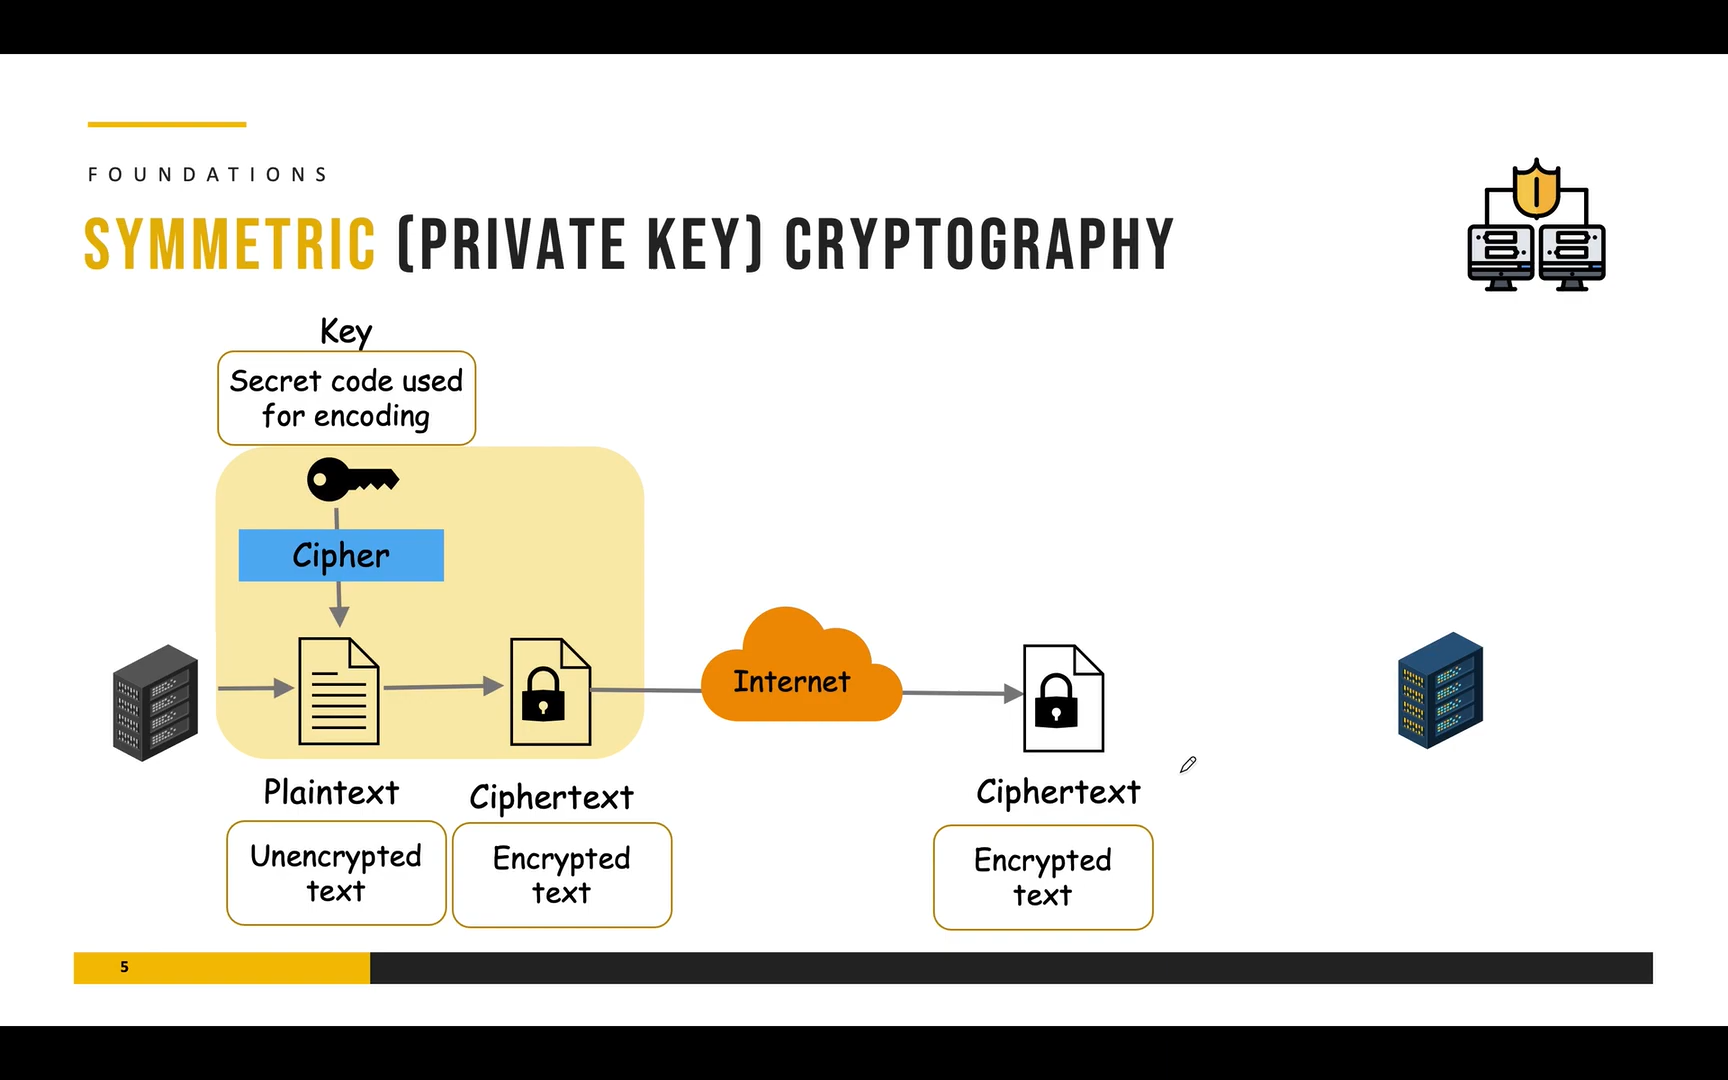 FOUNDATIONS
SYMMETRIC (PRIVATE KEY) CRYPTOGRAPHY
Key
Secret code used
for encoding
Cipher
Internet
Plaintext
Ciphertext
Ciphertext
Unencrypted
text
Encrypted
text
Encrypted
text
5